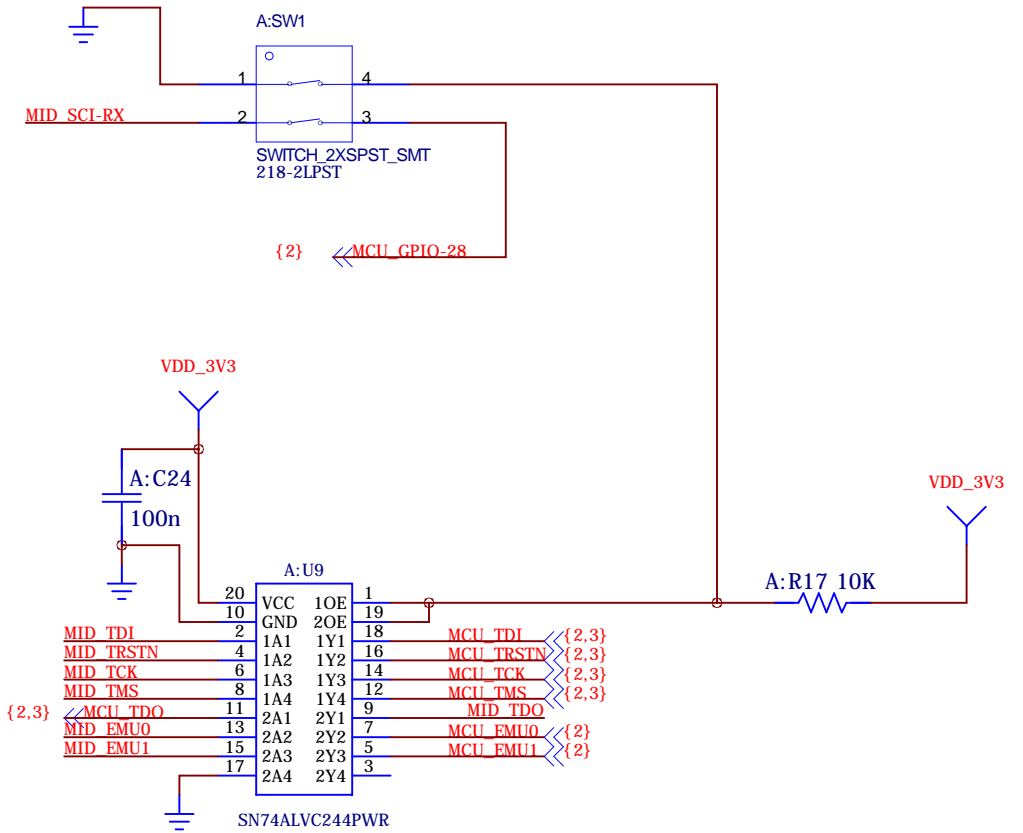 A:SW1
1 4
MID_SCI-RX 2 3
SWITCH_2XSPST_SMT
218-2LPST
{2} MCU_GPIO-28
VDD_3V3
A:C24
100n
VDD_3V3
A:R17 10K
A:U9
20 VCC 1OE 1
10 GND 2OE 19
MID_TDI 2 1A1 1Y1 18 MCU_TDI {2,3}
MID_TRSTN 4 1A2 1Y2 16 MCU_TRSTN {2,3}
MID_TCK 6 1A3 1Y3 14 MCU_TCK {2,3}
MID_TMS 8 1A4 1Y4 12 MCU_TMS {2,3}
{2,3} MCU_TDO 11 2A1 2Y1 9 MID_TDO
MID_EMU0 13 2A2 2Y2 7 MCU_EMU0 {2}
MID_EMU1 15 2A3 2Y3 5 MCU_EMU1 {2}
17 2A4 2Y4 3
SN74ALVC244PWR